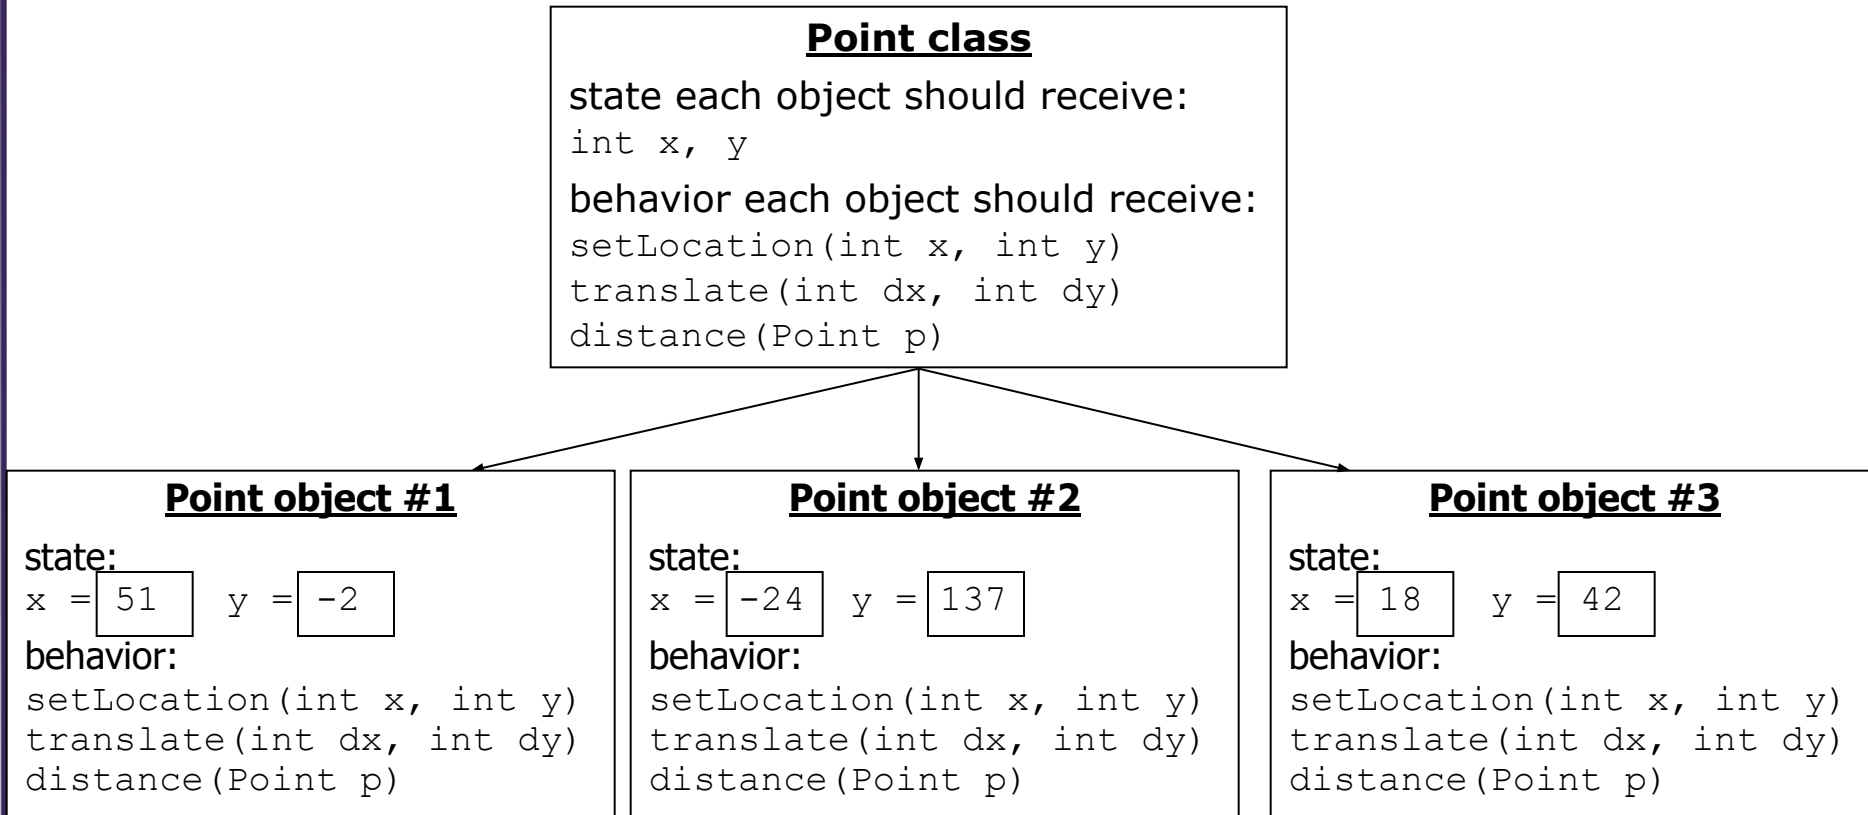 Point class
state each object should receive:
int x, y
behavior each object should receive:
setLocation(int x, int y)
translate(int dx, int dy)
distance(Point p)
Point object #1
state:
x = 51 y = -2
behavior:
setLocation(int x, int y)
translate(int dx, int dy)
distance(Point p)
Point object #2
state:
x = -24 y = 137
behavior:
setLocation(int x, int y)
translate(int dx, int dy)
distance(Point p)
Point object #3
state:
x = 18 y = 42
behavior:
setLocation(int x, int y)
translate(int dx, int dy)
distance(Point p)